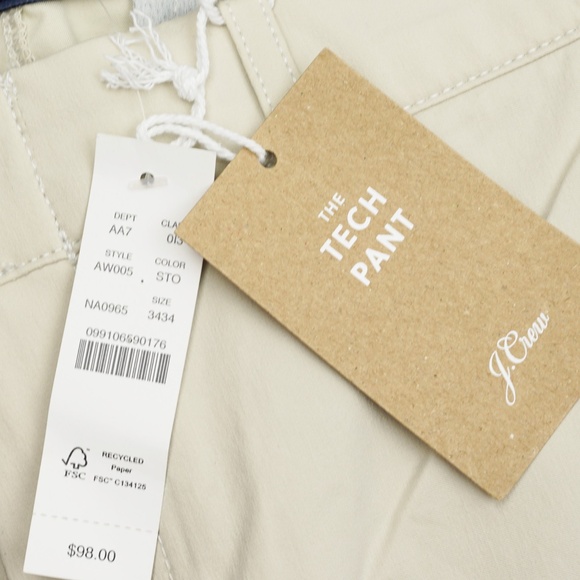 DEPT
AA7
STYLE
AW005
COLOR
. STO
NA0965
SIZE
3434
099106590176
FSC
RECYCLED
Paper
FSC™ C134125
$98.00
THE
TECH
PANT
J.Crew